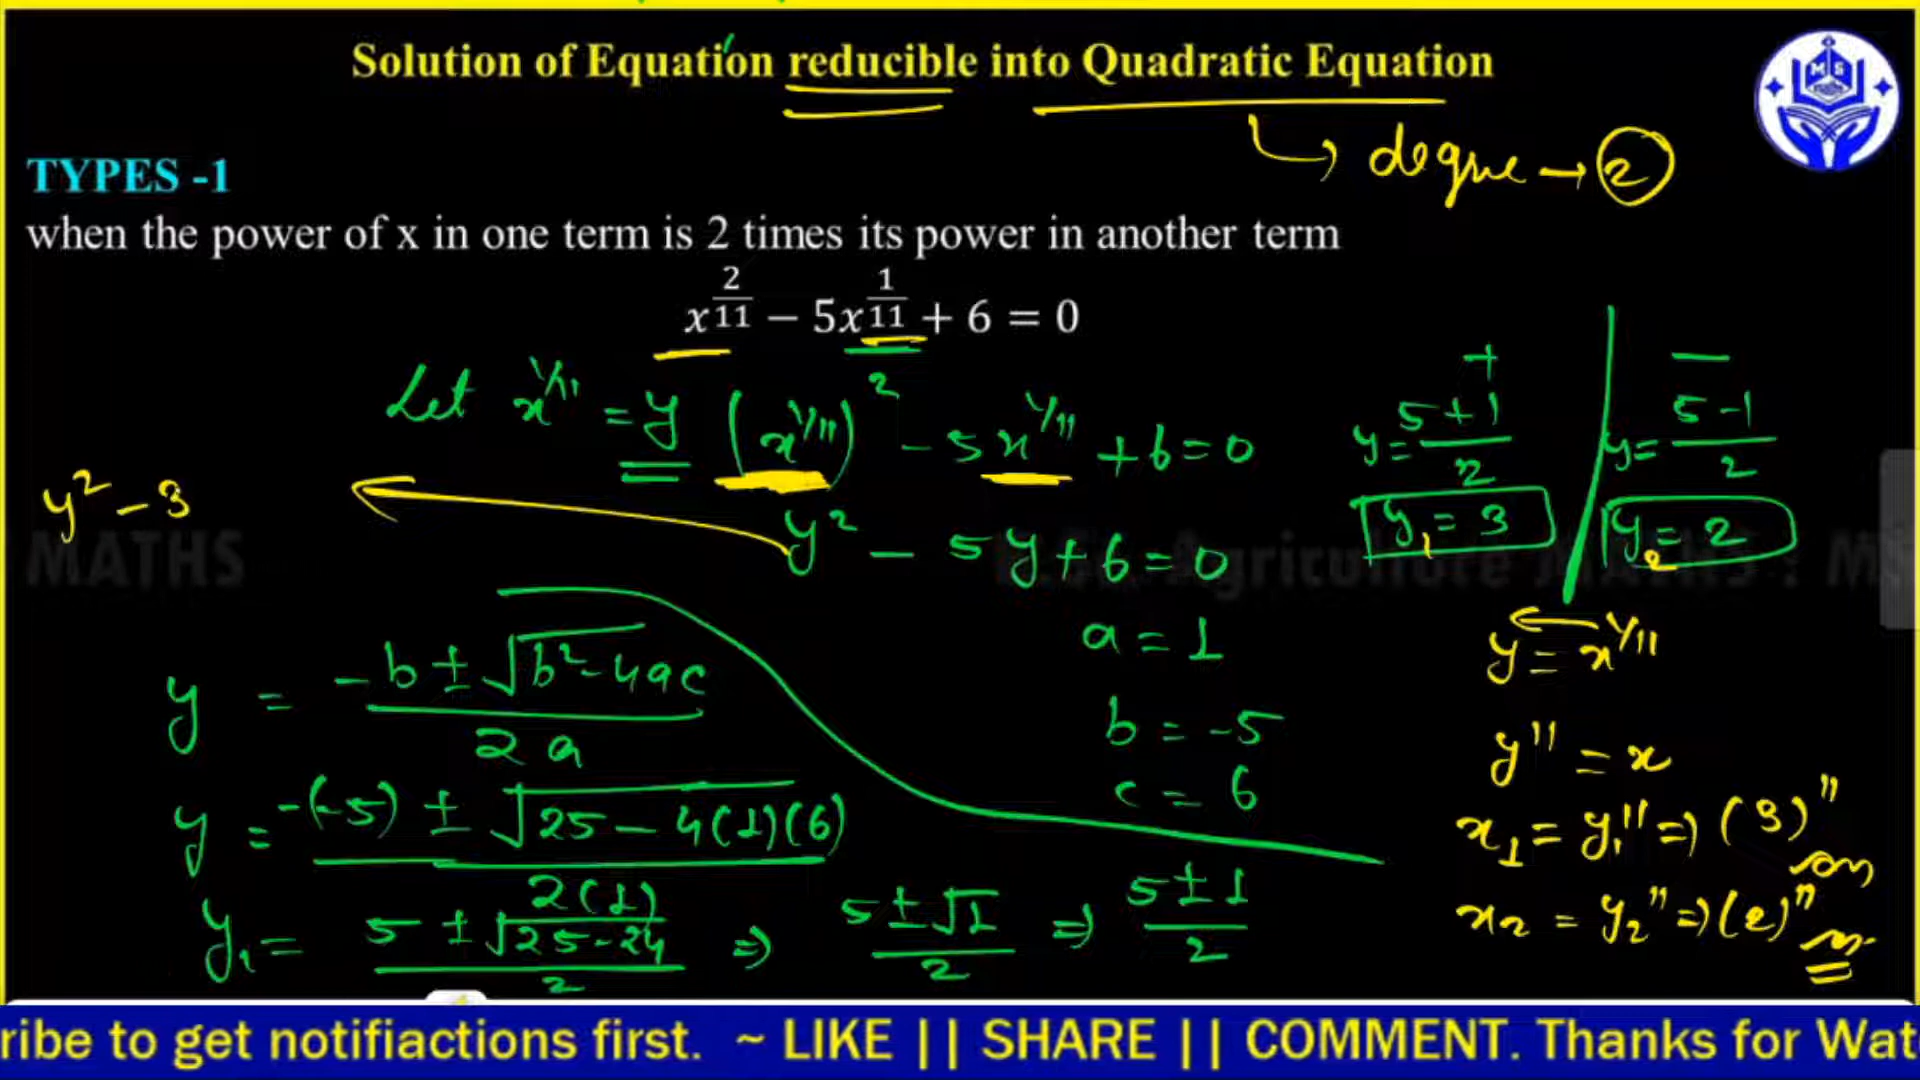 Solution of Equation reducible into Quadratic Equation
MS
degree → 2
TYPES -1
when the power of x in one term is 2 times its power in another term
x^(2/11) − 5x^(1/11) + 6 = 0
Let x^(1/11) = y (x^(1/11))^2 − 5x^(1/11) + 6 = 0
y² − 3
y² − 5y + 6 = 0
a = 1
b = -5
c = 6
y = (-b ± √(b² - 4ac)) / 2a
y = (-(-5) ± √(25 − 4(1)(6))) / 2(1)
y₁ = (5 ± √(25-24)) / 2 ⇒ (5 ± √1) / 2 ⇒ (5 ± 1) / 2
+
y = (5 + 1) / 2
y₁ = 3
−
y = (5 - 1) / 2
y₂ = 2
y = x^(1/11)
y^11 = x
x₁ = y₁^11 ⇒ (3)^11
x₂ = y₂^11 ⇒ (2)^11
MATHS
Agriculture MATHS : MS
ribe to get notifiactions first. ~ LIKE || SHARE || COMMENT. Thanks for Wat